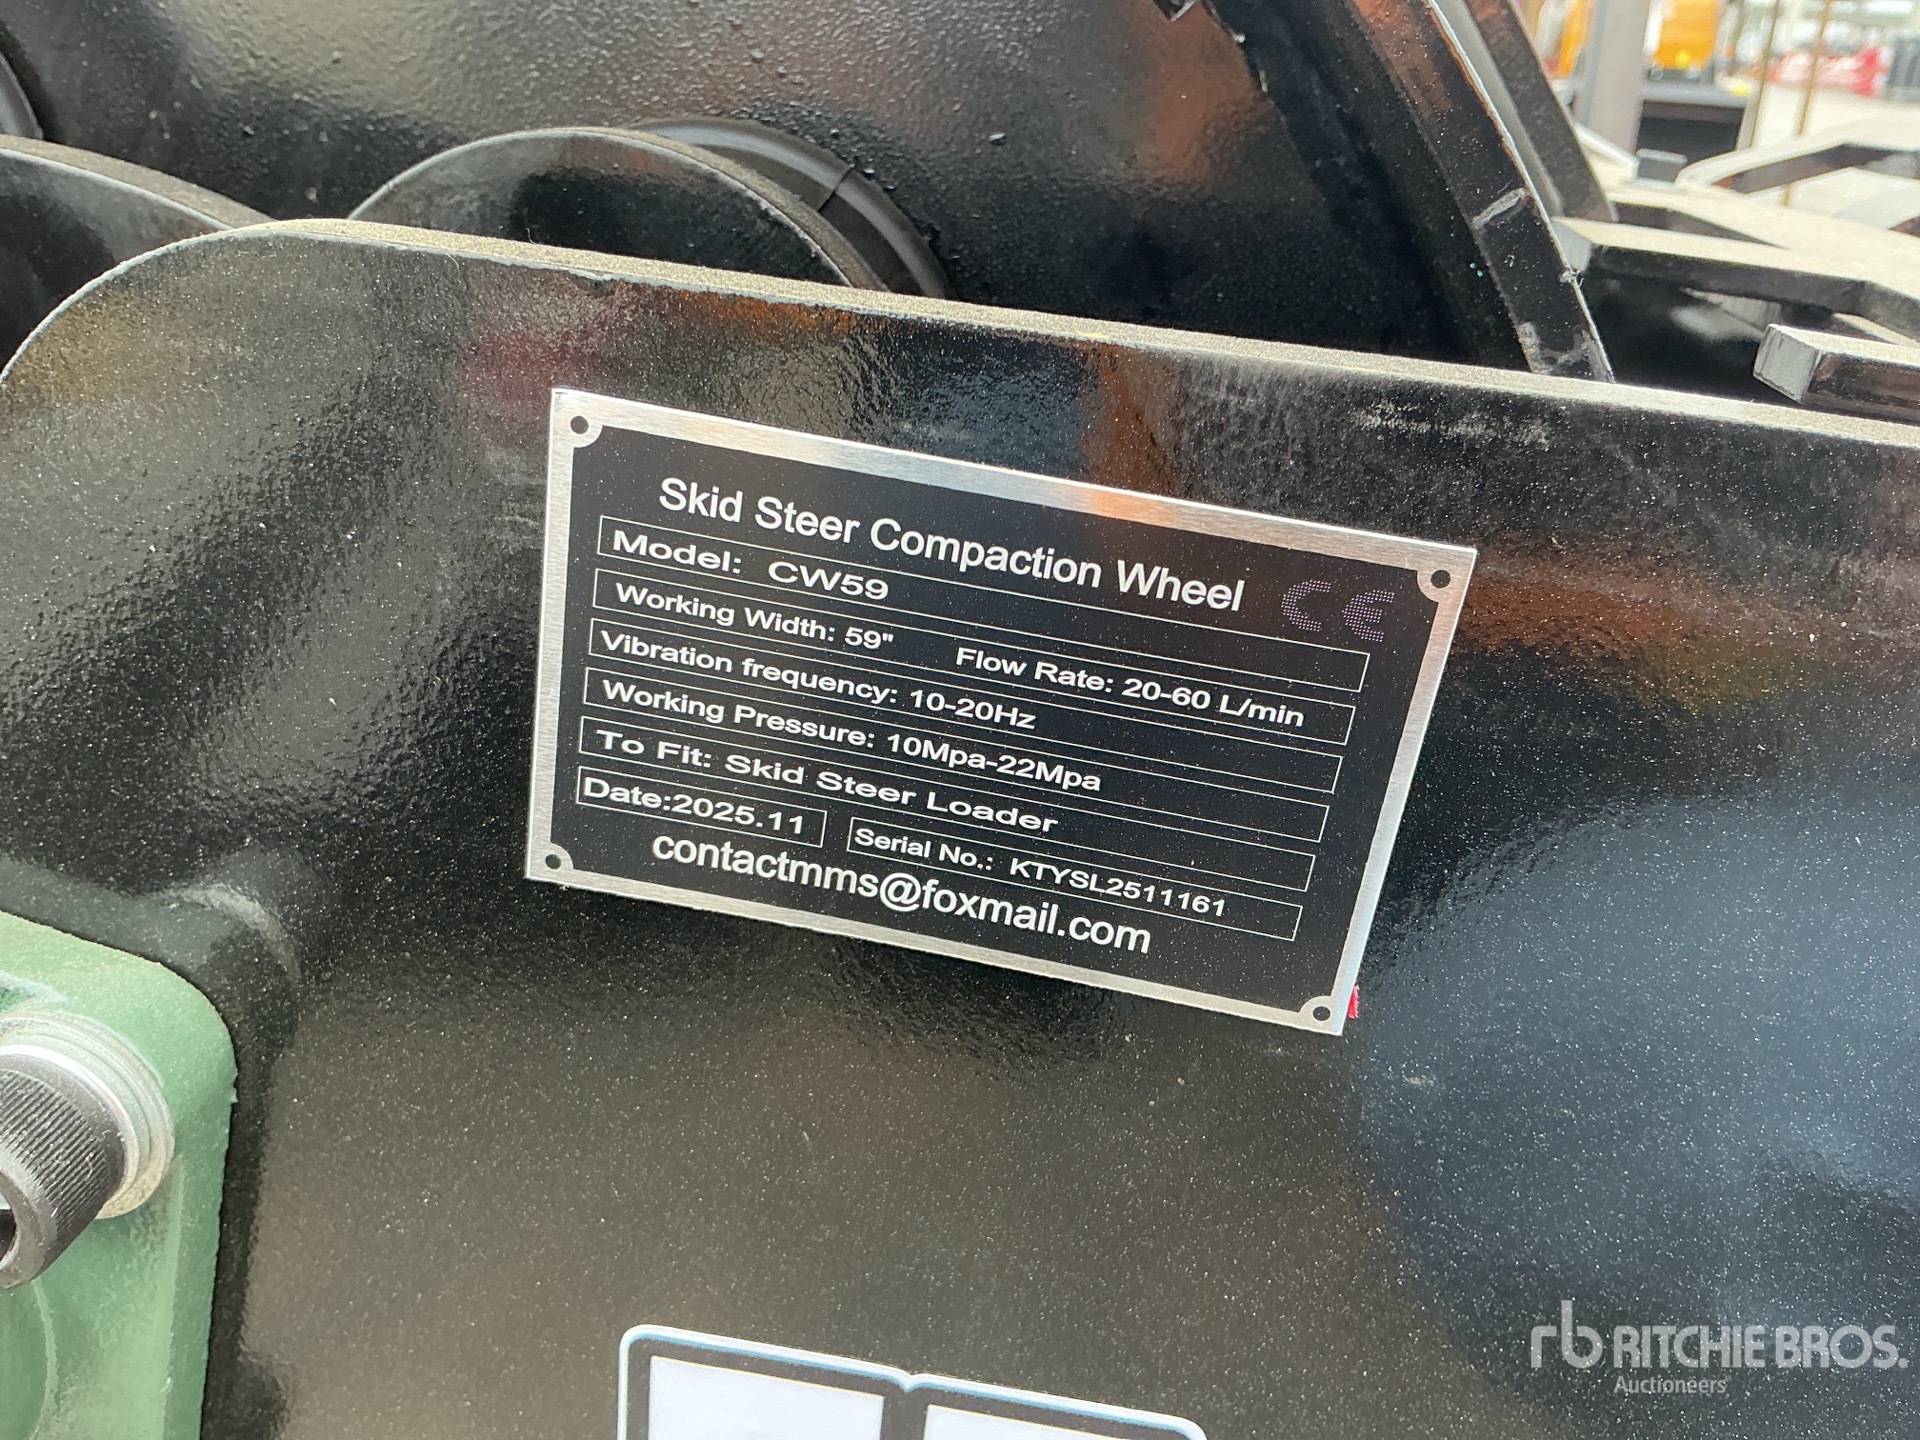 Skid Steer Compaction Wheel CE
Model: CW59
Working Width: 59" Flow Rate: 20-60 L/min
Vibration frequency: 10-20Hz
Working Pressure: 10Mpa-22Mpa
To Fit: Skid Steer Loader
Date:2025.11 Serial No.: KTYSL2511161
contactmms@foxmail.com
rb RITCHIE BROS.
Auctioneers